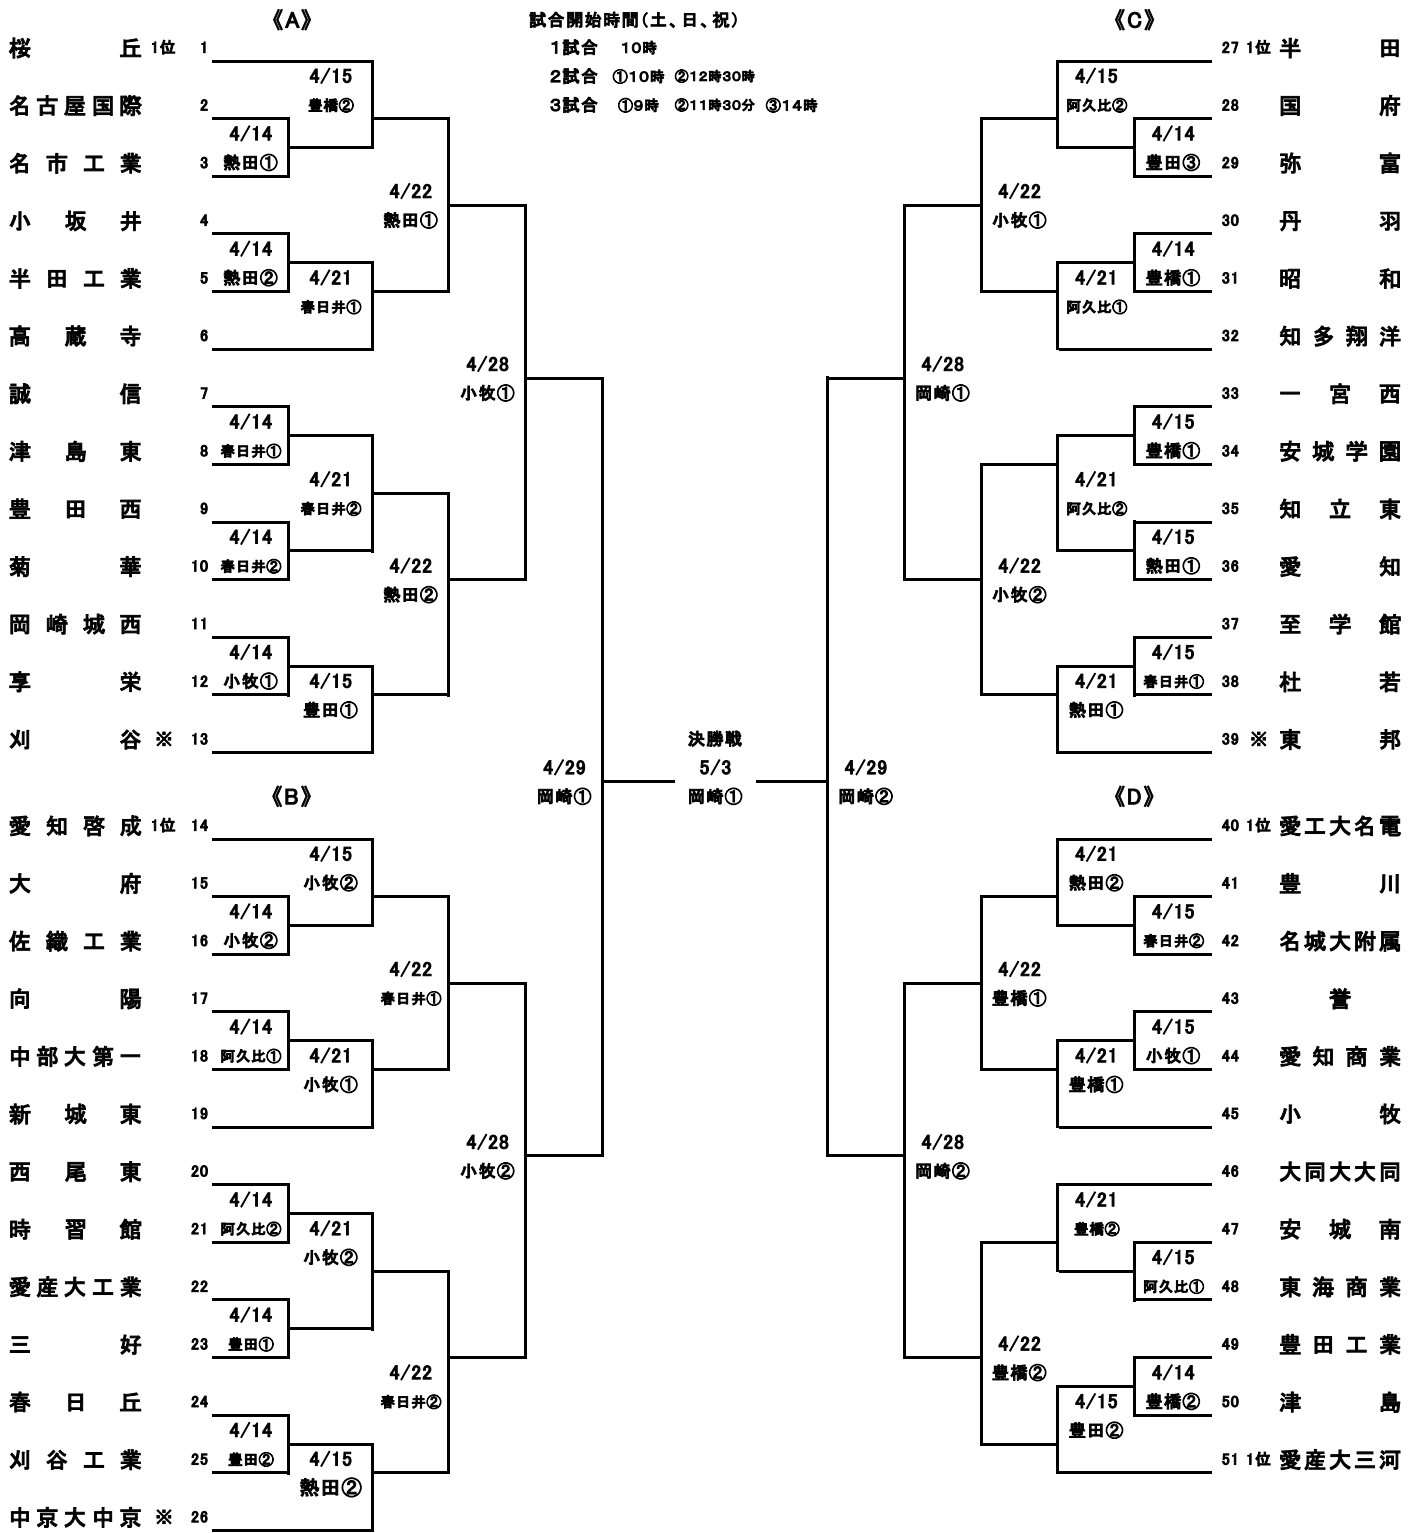 《A》
試合開始時間(土、日、祝)
1試合 10時
2試合 ①10時 ②12時30時
3試合 ①9時 ②11時30分 ③14時
桜丘 1位 1
4/15
豊橋②
名古屋国際 2
4/14
熱田①
名市工業 3
4/22
熱田①
小坂井 4
4/14
熱田②
半田工業 5
4/21
春日井①
高蔵寺 6
4/28
小牧①
誠信 7
4/14
春日井①
津島東 8
4/21
春日井②
豊田西 9
4/14
春日井②
菊華 10
4/22
熱田②
岡崎城西 11
4/14
小牧①
享栄 12
4/15
豊田①
刈谷 ※ 13
4/29
岡崎①
《B》
愛知啓成 1位 14
4/15
小牧②
大府 15
4/14
小牧②
佐織工業 16
4/22
春日井①
向陽 17
4/14
阿久比①
中部大第一 18
4/21
小牧①
新城東 19
4/28
小牧②
西尾東 20
4/14
阿久比②
時習館 21
4/21
小牧②
愛産大工業 22
4/14
豊田①
三好 23
4/22
春日井②
春日丘 24
4/14
豊田②
刈谷工業 25
4/15
熱田②
中京大中京 ※ 26
決勝戦
5/3
岡崎①
《C》
27 1位 半田
4/15
阿久比②
28 国府
4/14
豊田③
29 弥富
4/22
小牧①
30 丹羽
4/14
豊橋①
31 昭和
4/21
阿久比①
32 知多翔洋
4/28
岡崎①
33 一宮西
4/15
豊橋①
34 安城学園
4/21
阿久比②
35 知立東
4/15
熱田①
36 愛知
4/22
小牧②
37 至学館
4/15
春日井①
38 杜若
4/21
熱田①
39 ※ 東邦
4/29
岡崎②
《D》
40 1位 愛工大名電
4/21
熱田②
41 豊川
4/15
春日井②
42 名城大附属
4/22
豊橋①
43 誉
4/15
小牧①
44 愛知商業
4/21
豊橋①
45 小牧
4/28
岡崎②
46 大同大大同
4/21
豊橋②
47 安城南
4/15
阿久比①
48 東海商業
4/22
豊橋②
49 豊田工業
4/14
豊橋②
50 津島
4/15
豊田②
51 1位 愛産大三河